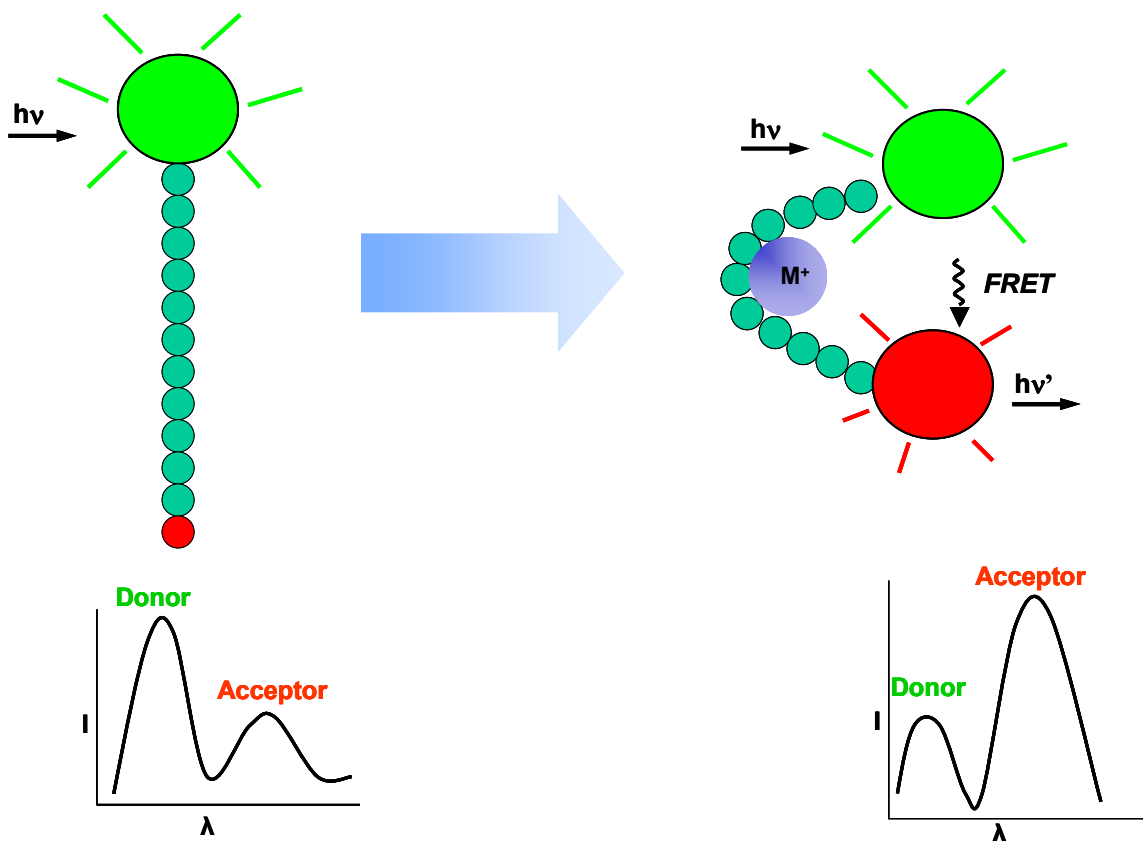 hν
hν
M⁺
FRET
hν’
Donor
Acceptor
I
λ
Acceptor
Donor
I
λ